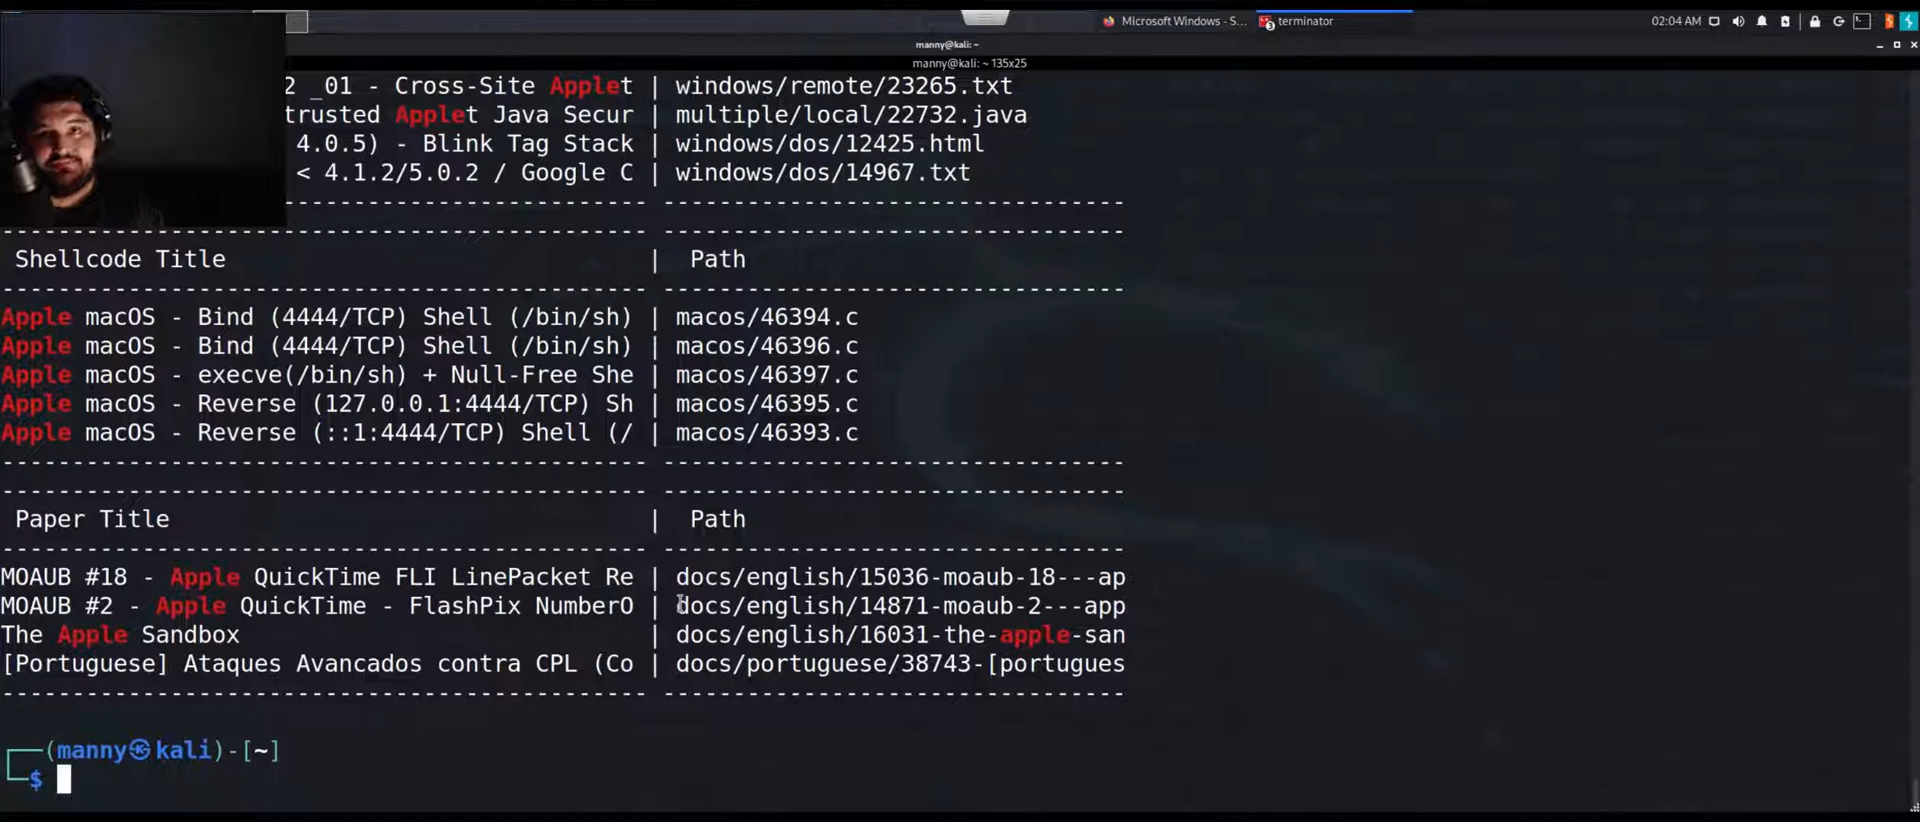 Microsoft Windows - S...
terminator
02:04 AM
manny@kali: ~
manny@kali: ~ 135x25
2 _01 - Cross-Site Applet | windows/remote/23265.txt
trusted Applet Java Secur | multiple/local/22732.java
4.0.5) - Blink Tag Stack | windows/dos/12425.html
< 4.1.2/5.0.2 / Google C | windows/dos/14967.txt
Shellcode Title | Path
Apple macOS - Bind (4444/TCP) Shell (/bin/sh) | macos/46394.c
Apple macOS - Bind (4444/TCP) Shell (/bin/sh) | macos/46396.c
Apple macOS - execve(/bin/sh) + Null-Free She | macos/46397.c
Apple macOS - Reverse (127.0.0.1:4444/TCP) Sh | macos/46395.c
Apple macOS - Reverse (::1:4444/TCP) Shell (/ | macos/46393.c
Paper Title | Path
MOAUB #18 - Apple QuickTime FLI LinePacket Re | docs/english/15036-moaub-18---ap
MOAUB #2 - Apple QuickTime - FlashPix NumberO | docs/english/14871-moaub-2---app
The Apple Sandbox | docs/english/16031-the-apple-san
[Portuguese] Ataques Avancados contra CPL (Co | docs/portuguese/38743-[portugues
(manny㉿kali)-[~]
$